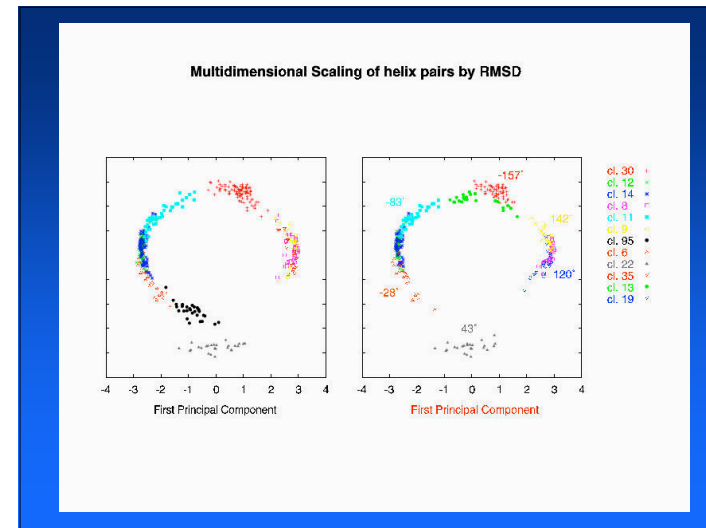 Multidimensional Scaling of helix pairs by RMSD
-157°
-83°
142°
120°
-28°
43°
cl. 30
cl. 12
cl. 14
cl. 8
cl. 11
cl. 9
cl. 95
cl. 6
cl. 22
cl. 35
cl. 13
cl. 19
-4 -3 -2 -1 0 1 2 3 4
-4 -3 -2 -1 0 1 2 3 4
First Principal Component
First Principal Component